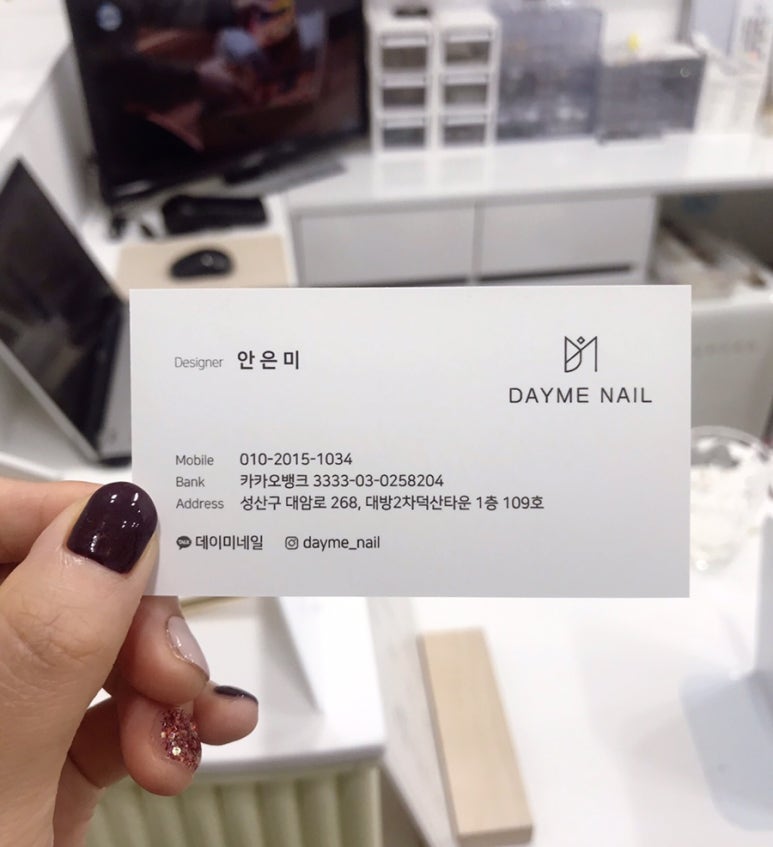 Designer 안은미
DAYME NAIL
Mobile 010-2015-1034
Bank 카카오뱅크 3333-03-0258204
Address 성산구 대암로 268, 대방2차덕산타운 1층 109호
TALK 데이미네일 dayme_nail